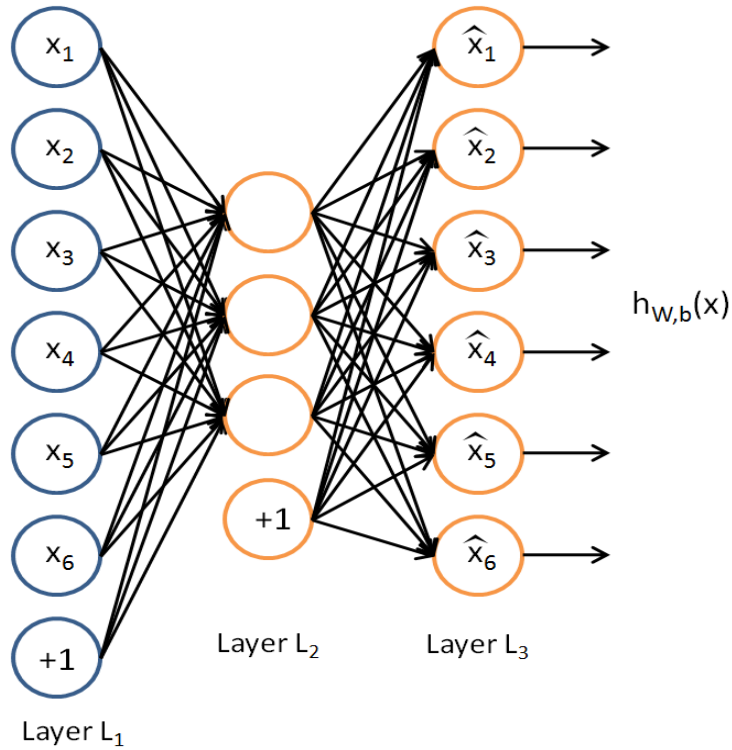 x₁
x₂
x₃
x₄
x₅
x₆
+1
Layer L₁
+1
Layer L₂
x̂₁
x̂₂
x̂₃
x̂₄
x̂₅
x̂₆
Layer L₃
h_W,b(x)